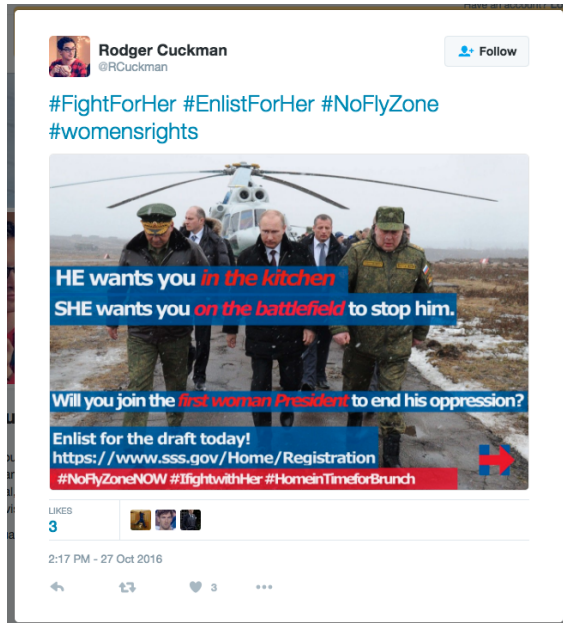 Have an account?
Rodger Cuckman
@RCuckman
Follow
#FightForHer #EnlistForHer #NoFlyZone
#womensrights
HE wants you in the kitchen
SHE wants you on the battlefield to stop him.
Will you join the first woman President to end his oppression?
Enlist for the draft today!
https://www.sss.gov/Home/Registration
#NoFlyZoneNOW #IfightwithHer #HomeinTimeforBrunch
LIKES
3
2:17 PM - 27 Oct 2016
3